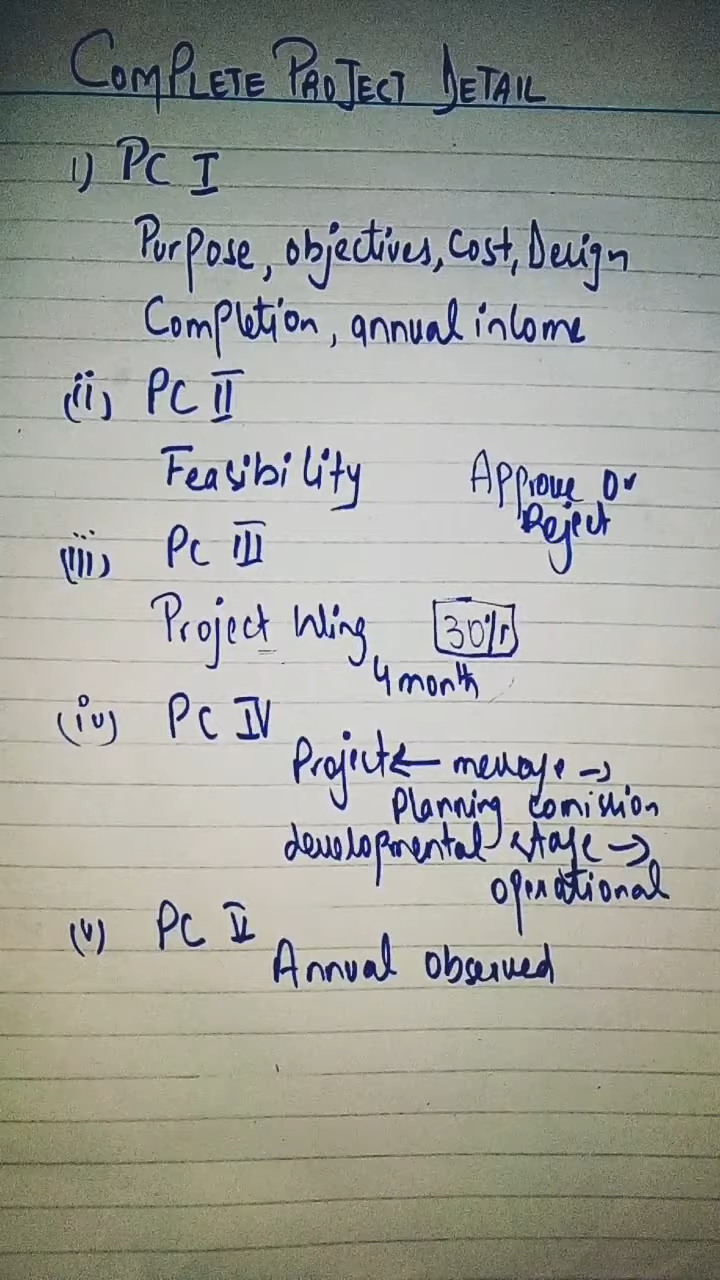 COMPLETE PROJECT DETAIL
i) PC I
Purpose, objectives, Cost, Design
Completion, annual income
(ii) PC II
Feasibility
Approve or
Reject
(iii) PC III
Project Wing
30%
4 month
(iv) PC IV
Project ← message →
Planning comission
developmental stage →
operational
(v) PC V
Annual observed